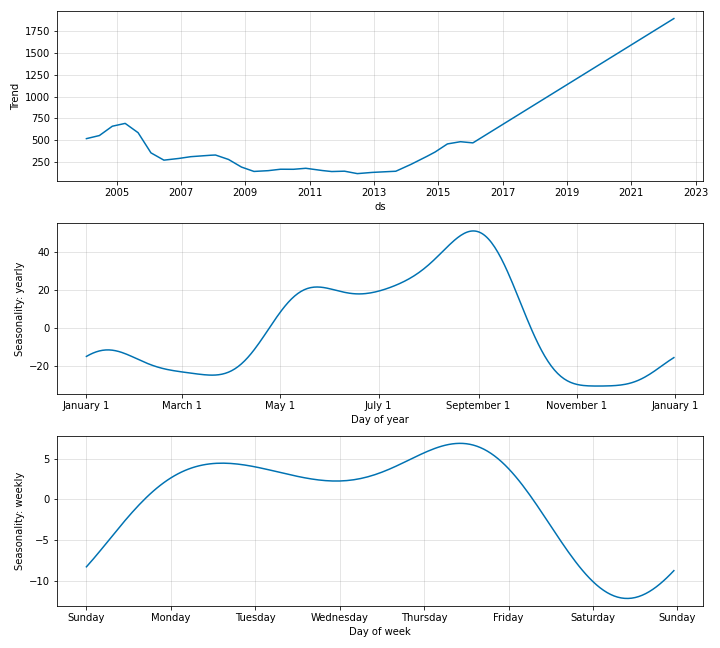 1750
1500
1250
1000
750
500
250
Trend
2005 2007 2009 2011 2013 2015 2017 2019 2021 2023
ds
40
20
0
−20
Seasonality: yearly
January 1 March 1 May 1 July 1 September 1 November 1 January 1
Day of year
5
0
−5
−10
Seasonality: weekly
Sunday Monday Tuesday Wednesday Thursday Friday Saturday Sunday
Day of week